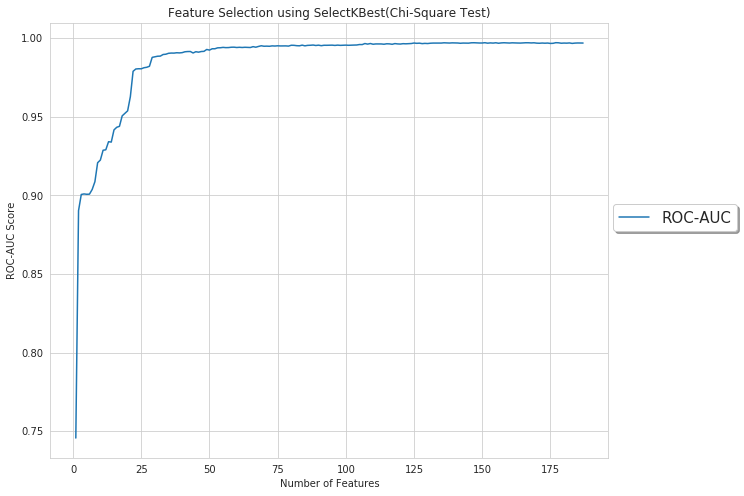 Feature Selection using SelectKBest(Chi-Square Test)
1.00
0.95
0.90
0.85
0.80
0.75
ROC-AUC Score
ROC-AUC
0 25 50 75 100 125 150 175
Number of Features